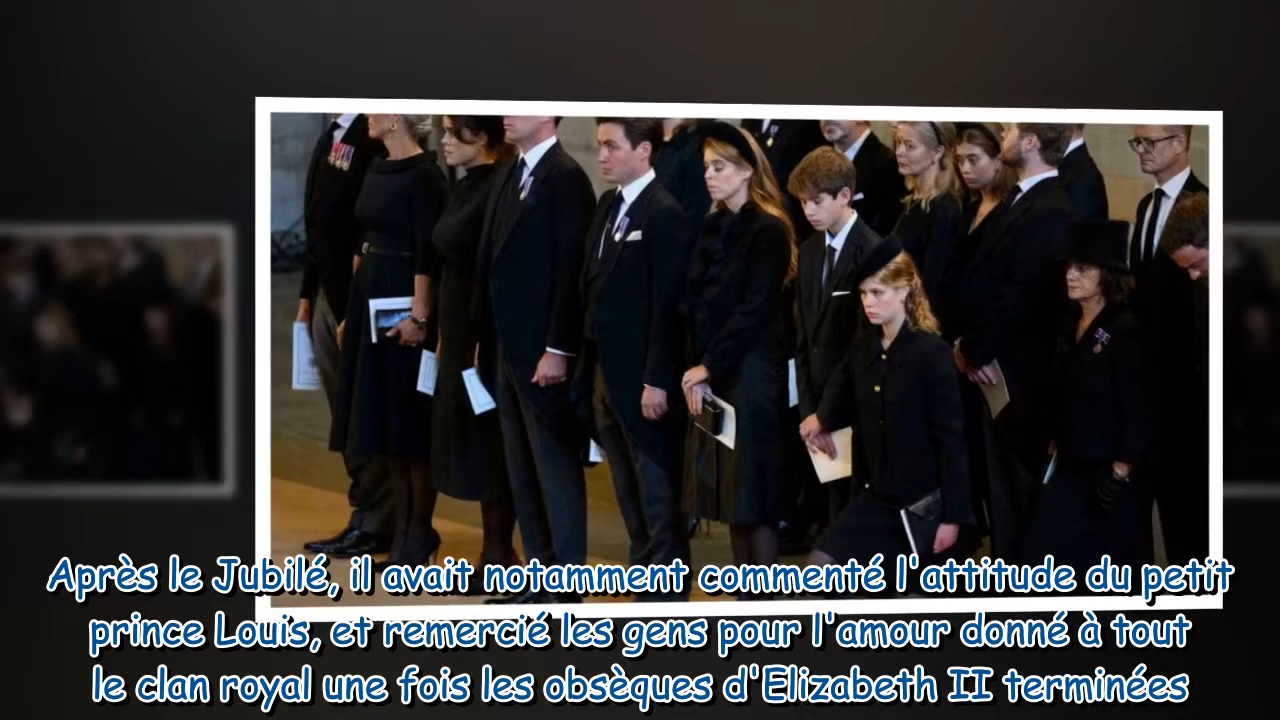 Après le Jubilé, il avait notamment commenté l'attitude du petit
prince Louis, et remercié les gens pour l'amour donné à tout
le clan royal une fois les obsèques d'Elizabeth II terminées